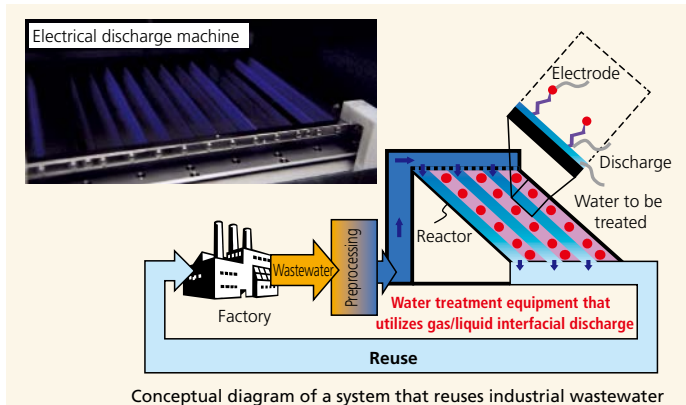 Electrical discharge machine
Electrode
Discharge
Water to be
treated
Reactor
Wastewater
Preprocessing
Factory
Water treatment equipment that
utilizes gas/liquid interfacial discharge
Reuse
Conceptual diagram of a system that reuses industrial wastewater